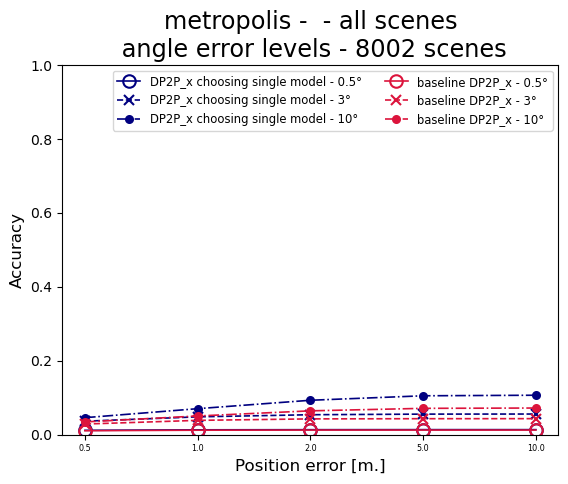 metropolis -  - all scenes
angle error levels - 8002 scenes
DP2P_x choosing single model - 0.5°
DP2P_x choosing single model - 3°
DP2P_x choosing single model - 10°
baseline DP2P_x - 0.5°
baseline DP2P_x - 3°
baseline DP2P_x - 10°
Accuracy
1.0
0.8
0.6
0.4
0.2
0.0
0.5 1.0 2.0 5.0 10.0
Position error [m.]